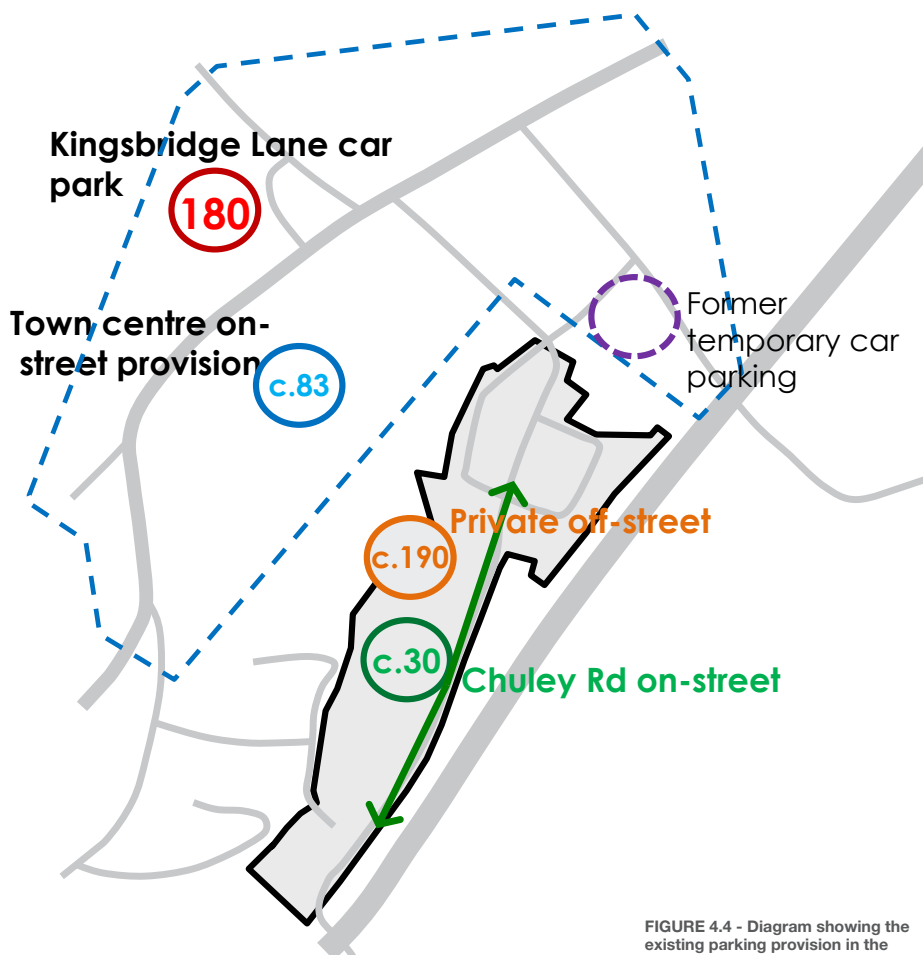 Kingsbridge Lane car
park
180
Town centre on-
street provision
c.83
Former
temporary car
parking
Private off-street
c.190
c.30
Chuley Rd on-street
FIGURE 4.4 - Diagram showing the
existing parking provision in the